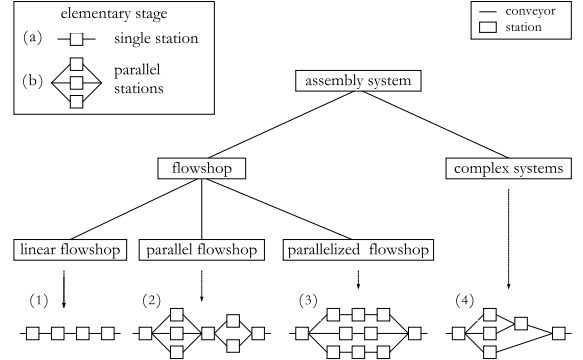 elementary stage
(a) single station
(b) parallel
stations
conveyor
station
assembly system
flowshop
complex systems
linear flowshop
parallel flowshop
parallelized flowshop
(1)
(2)
(3)
(4)